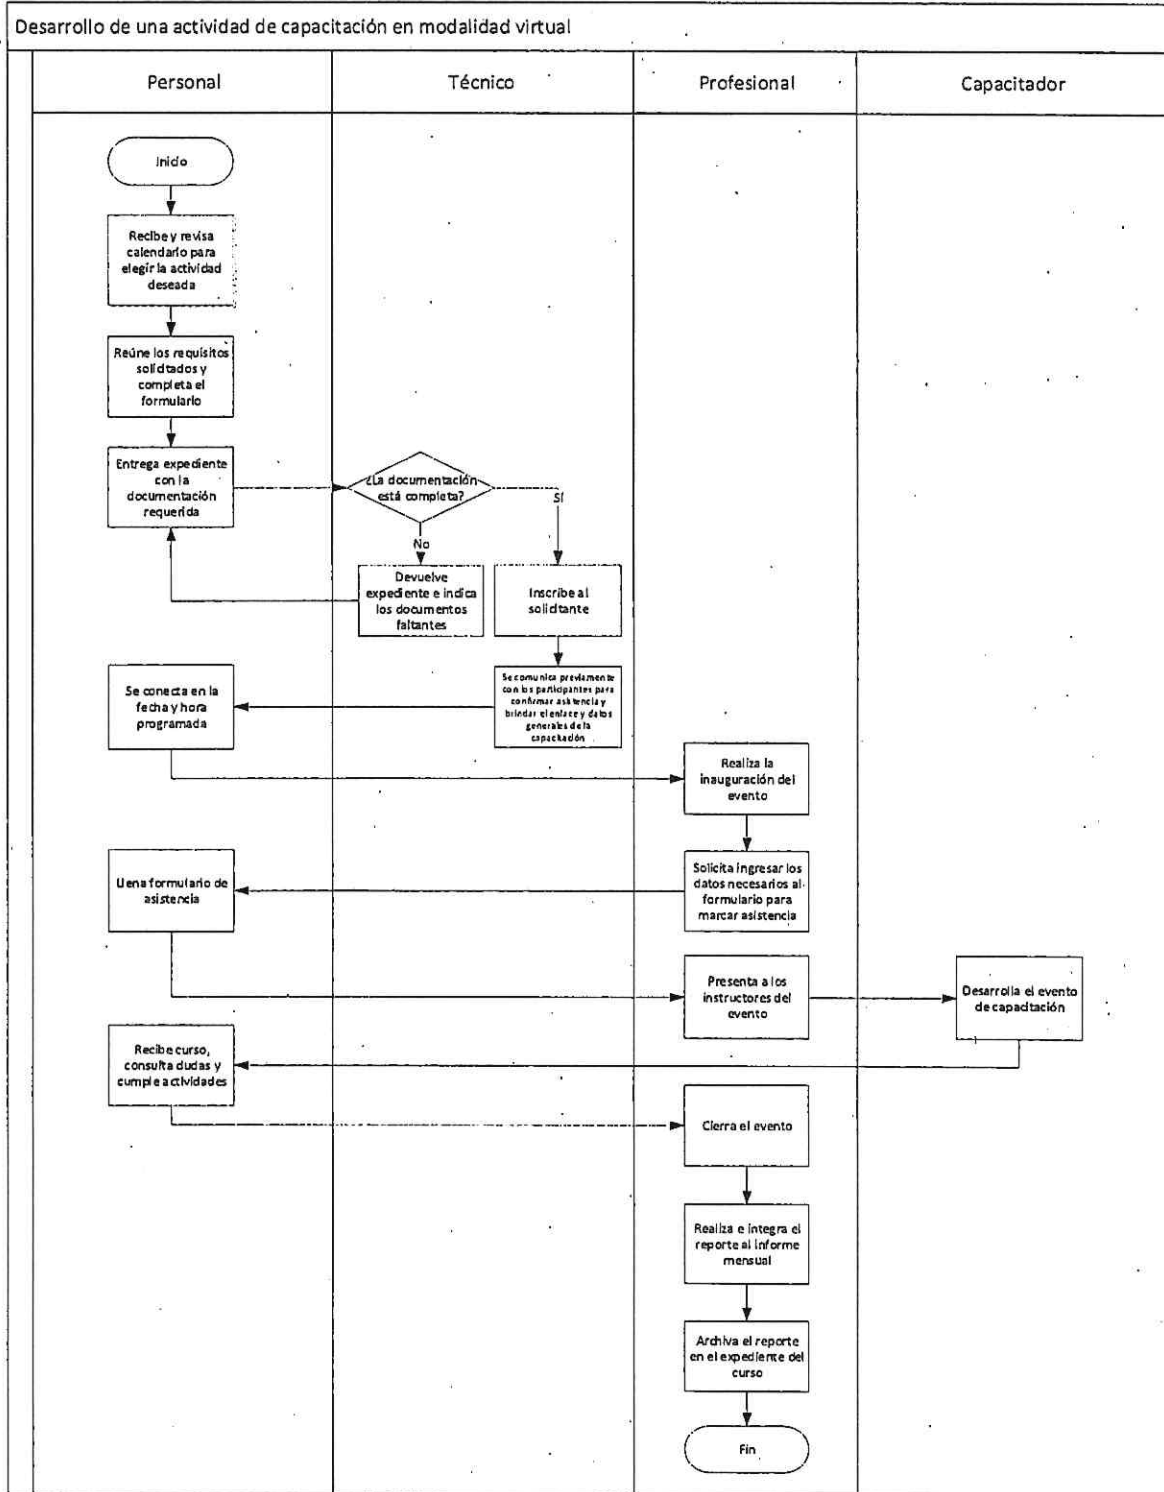 Desarrollo de una actividad de capacitación en modalidad virtual
Personal
Técnico
Profesional
Capacitador
Inicio
Recibe y revisa
calendario para
elegir la actividad
deseada
Reúne los requisitos
solicitados y
completa el
formulario
Entrega expediente
con la
documentación
requerida
¿La documentación
está completa?
Sí
No
Devuelve
expediente e indica
los documentos
faltantes
Inscribe al
solicitante
Se comunica previamente
con los participantes para
confirmar asistencia y
brindar el enlace y datos
generales de la
capacitación
Se conecta en la
fecha y hora
programada
Realiza la
inauguración del
evento
Solicita ingresar los
datos necesarios al
formulario para
marcar asistencia
Llena formulario de
asistencia
Presenta a los
instructores del
evento
Desarrolla el evento
de capacitación
Recibe curso,
consulta dudas y
cumple actividades
Cierra el evento
Realiza e integra el
reporte al informe
mensual
Archiva el reporte
en el expediente del
curso
Fin